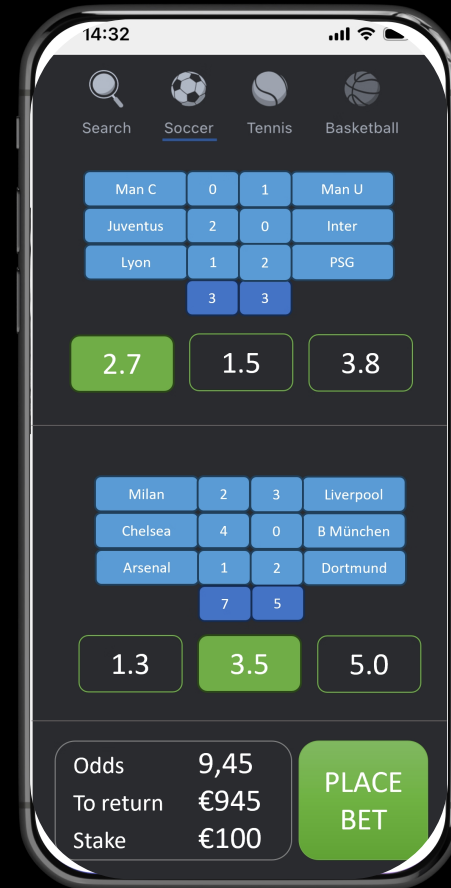 14:32
Search Soccer Tennis Basketball
Man C 0 1 Man U
Juventus 2 0 Inter
Lyon 1 2 PSG
3 3
2.7 1.5 3.8
Milan 2 3 Liverpool
Chelsea 4 0 B München
Arsenal 1 2 Dortmund
7 5
1.3 3.5 5.0
Odds 9,45
To return €945
Stake €100
PLACE
BET